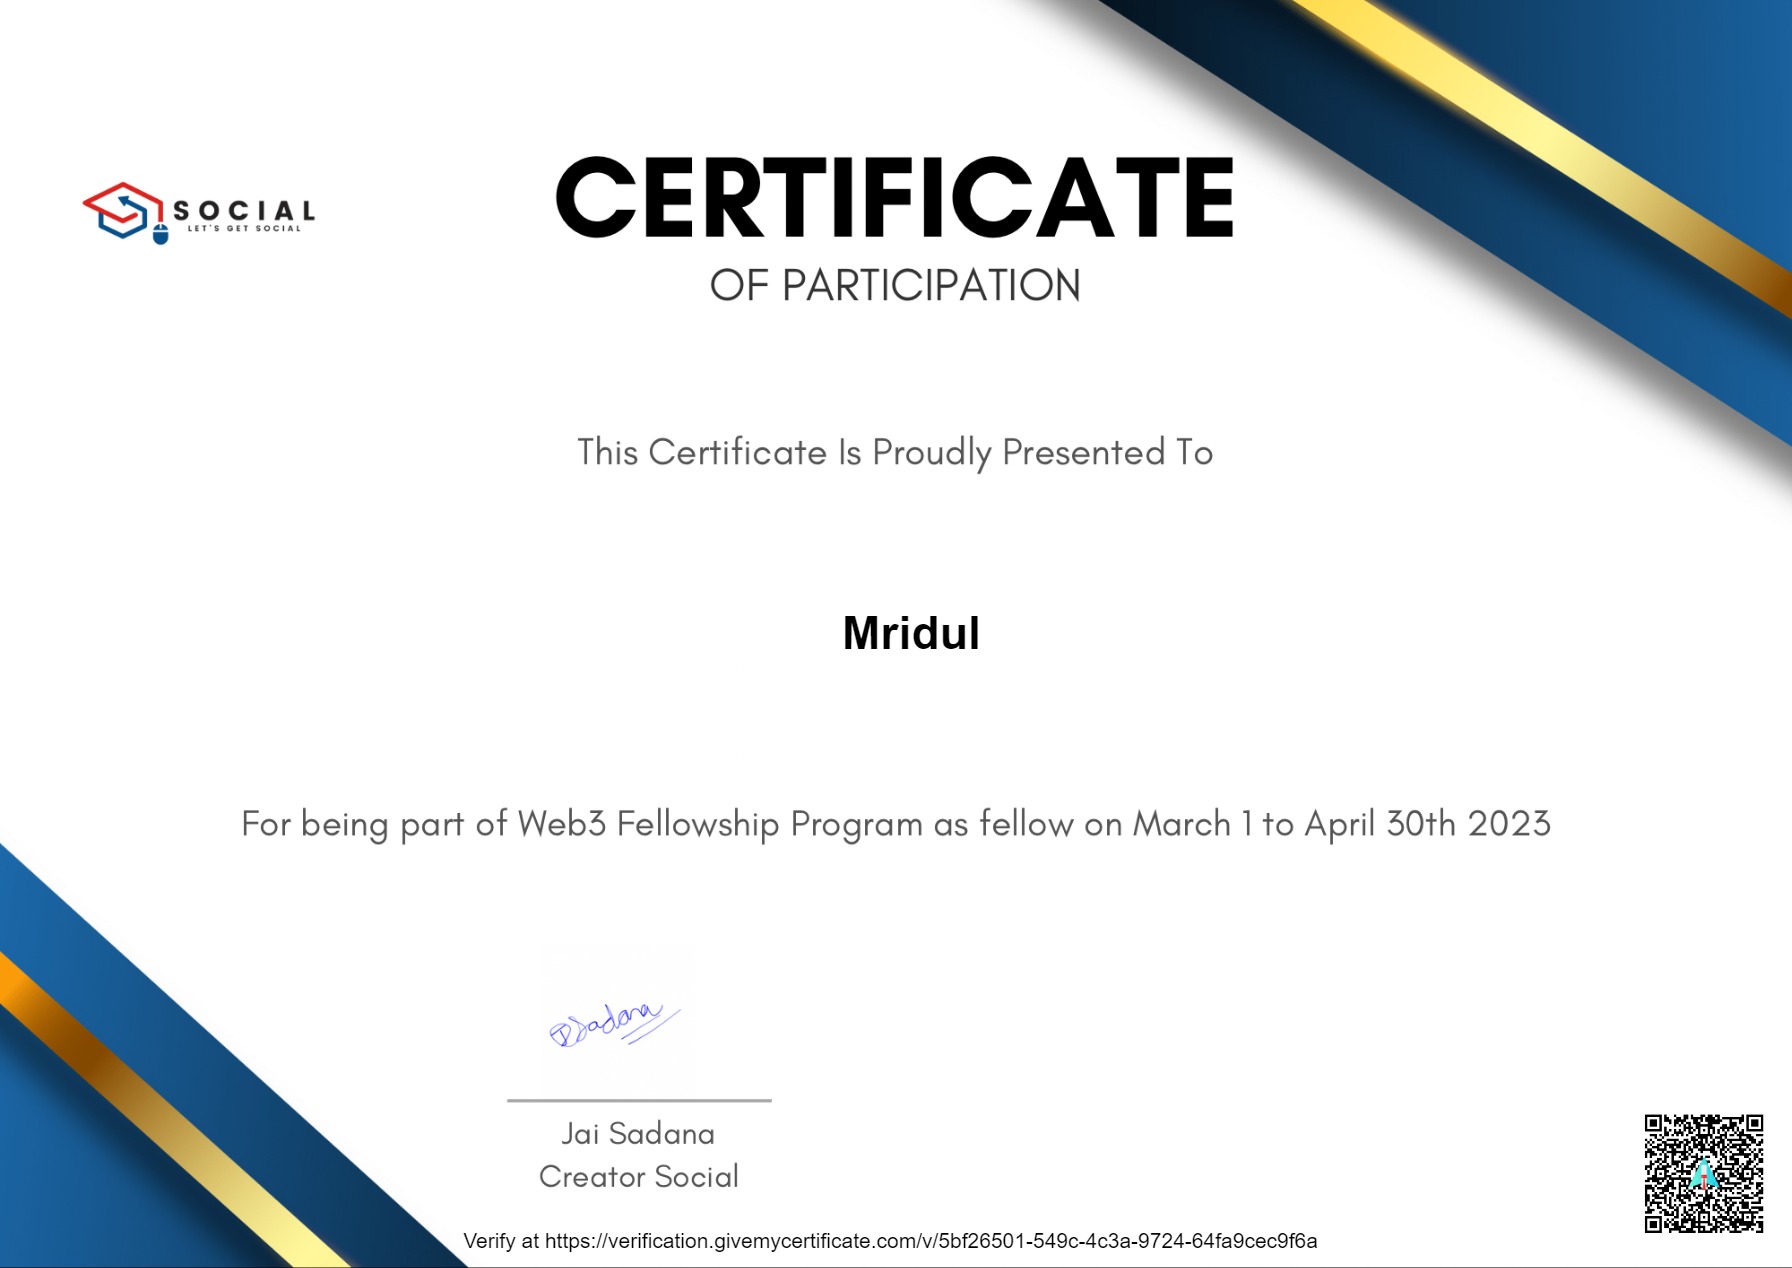 SOCIAL
LET'S GET SOCIAL
CERTIFICATE
OF PARTICIPATION
This Certificate Is Proudly Presented To
Mridul
For being part of Web3 Fellowship Program as fellow on March 1 to April 30th 2023
Sadana
Jai Sadana
Creator Social
Verify at https://verification.givemycertificate.com/v/5bf26501-549c-4c3a-9724-64fa9cec9f6a